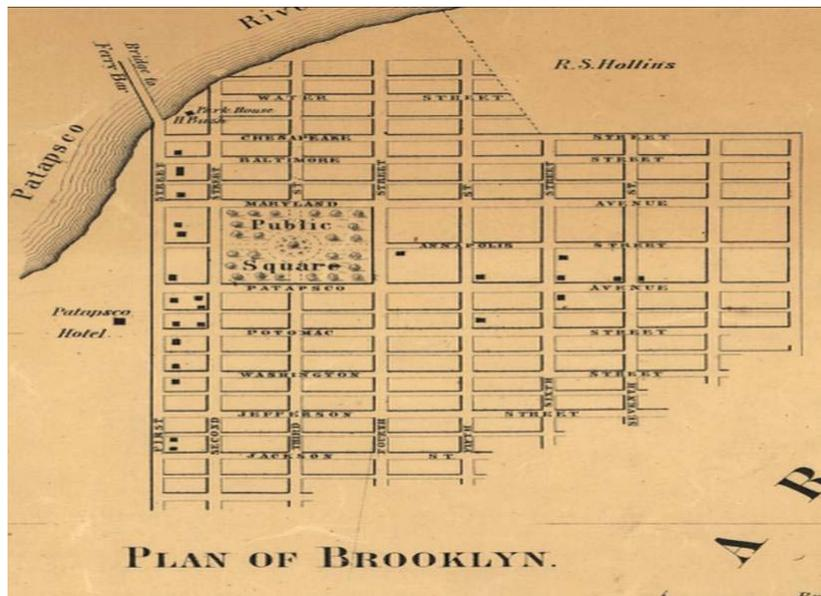 River
Bridge to
Ferry Bar
Patapsco
R. S. Hollins
Park House
H. Bush
WATER STREET
CHESAPEAKE STREET
BALTIMORE STREET
STREET
STREET
ST
STREET
ST
STREET
ST.
MARYLAND AVENUE
Public
Square
ANNAPOLIS STREET
PATAPSCO AVENUE
Patapsco
Hotel
POTOMAC STREET
WASHINGTON STREET
JEFFERSON STREET
FIRST
SECOND
THIRD
FOURTH
FIFTH
SIXTH
SEVENTH
JACKSON ST.
A R
PLAN OF BROOKLYN.